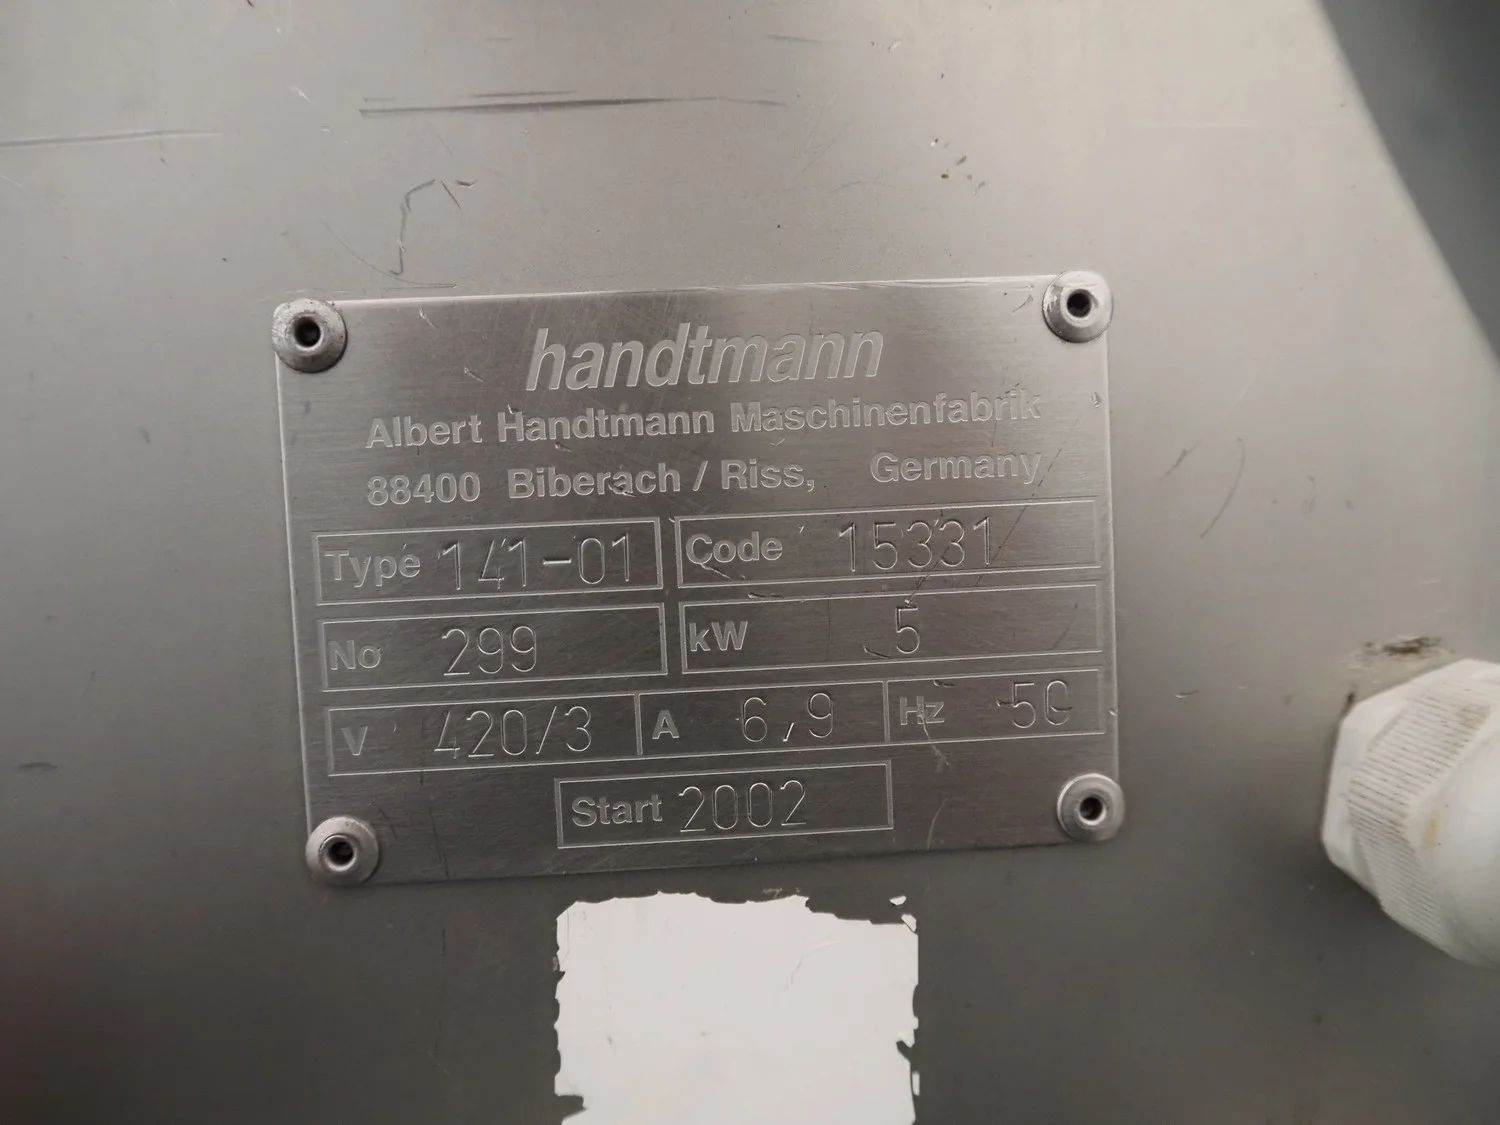 handtmann
Albert Handtmann Maschinenfabrik
88400 Biberach / Riss, Germany
Type 141-01 Code 15331
No 299 kW 5
V 420/3 A 6,9 Hz 50
Start 2002